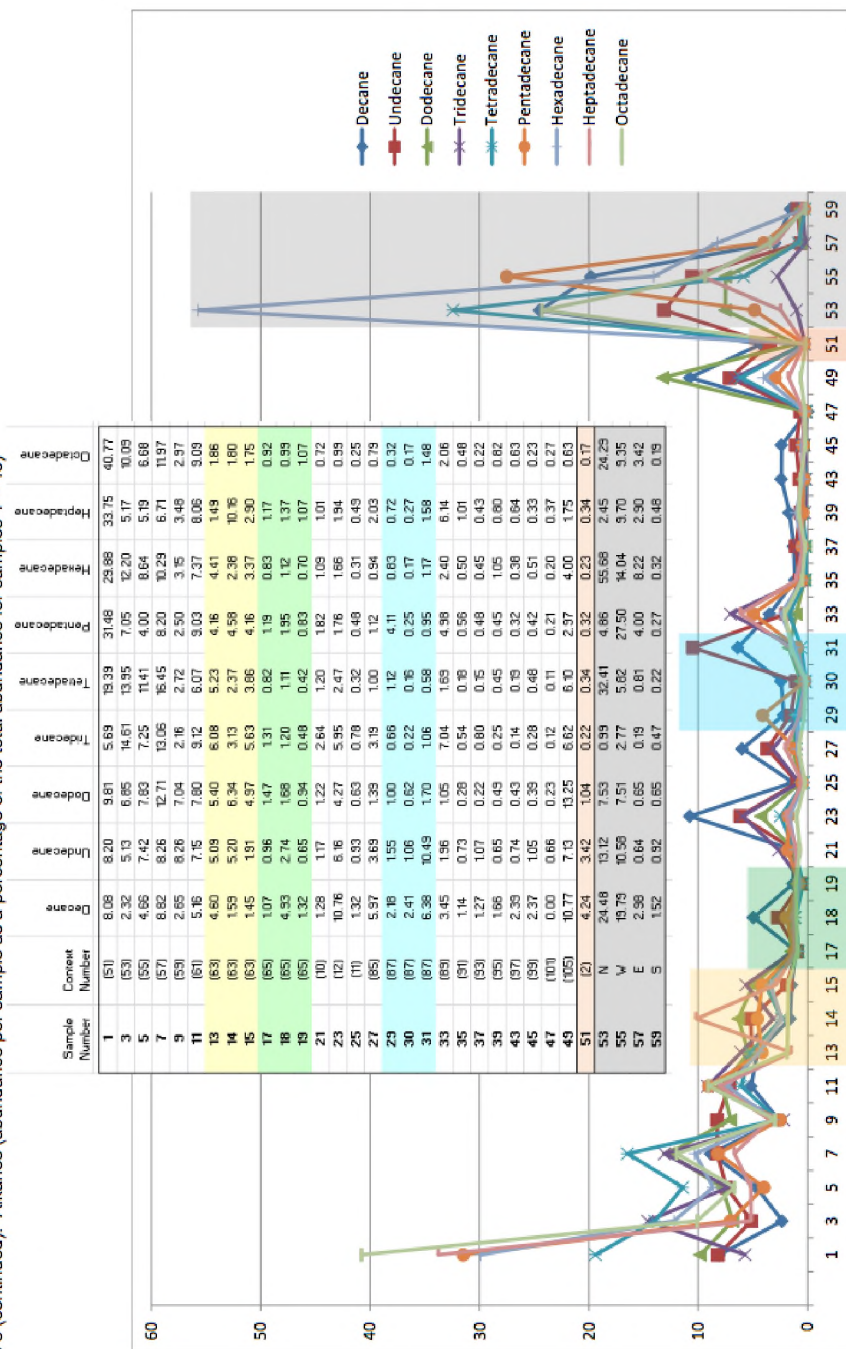 (continued): Alkanes (abundance per sample as a percentage of the total abundance for samples
Sample Number Context Number Decane Undecane Dodecane Tridecane Tetradecane Pentadecane Hexadecane Heptadecane Octadecane
1 (51) 8.08 8.20 9.81 5.69 19.39 31.48 29.88 33.75 40.77
3 (53) 2.32 5.13 6.85 14.61 13.95 7.05 12.20 5.17 10.09
5 (55) 4.66 7.42 7.83 7.25 11.41 4.00 8.64 5.19 6.68
7 (57) 8.82 8.26 12.71 13.06 16.45 8.20 10.29 6.71 11.97
9 (59) 2.65 8.26 7.04 2.16 2.72 2.50 3.15 3.48 2.97
11 (61) 5.16 7.15 7.80 9.12 6.07 9.03 7.37 8.06 9.09
13 (63) 4.60 5.09 5.40 6.08 5.23 4.16 4.41 1.49 1.86
14 (63) 1.59 5.20 6.34 3.13 2.37 4.58 2.38 10.16 1.80
15 (63) 1.45 1.91 4.97 5.63 3.86 4.16 3.37 2.90 1.75
17 (65) 1.07 0.96 1.47 1.31 0.82 1.19 0.83 1.17 0.92
18 (65) 4.93 2.74 1.68 1.20 1.11 1.95 1.12 1.37 0.99
19 (65) 1.32 0.65 0.94 0.48 0.42 0.83 0.70 1.07 1.07
21 (10) 1.28 1.17 1.22 2.64 1.20 1.82 1.09 1.01 0.72
23 (12) 10.76 6.16 4.27 5.95 2.47 1.76 1.66 1.94 0.99
25 (11) 1.32 0.93 0.63 0.78 0.32 0.48 0.31 0.49 0.25
27 (85) 5.97 3.69 1.39 3.19 1.00 1.12 0.94 2.03 0.79
29 (87) 2.18 1.55 1.00 0.66 1.12 4.11 0.83 0.72 0.32
30 (87) 2.41 1.06 0.62 0.22 0.16 0.25 0.17 0.27 0.17
31 (87) 6.38 10.49 1.70 1.06 0.58 0.95 1.17 1.58 1.48
33 (89) 3.45 1.96 1.05 7.04 1.63 4.98 2.40 6.14 2.06
35 (91) 1.14 0.73 0.28 0.54 0.18 0.56 0.50 1.01 0.48
37 (93) 1.27 1.07 0.22 0.80 0.15 0.48 0.45 0.43 0.22
39 (95) 1.66 0.65 0.49 0.25 0.45 0.45 1.05 0.80 0.82
43 (97) 2.39 0.74 0.43 0.14 0.19 0.32 0.38 0.64 0.63
45 (99) 2.37 1.05 0.39 0.28 0.48 0.42 0.51 0.33 0.23
47 (101) 0.00 0.66 0.23 0.12 0.11 0.21 0.20 0.37 0.27
49 (105) 10.77 7.13 13.25 6.62 6.10 2.97 4.00 1.75 0.63
51 (2) 4.24 3.42 1.04 0.22 0.34 0.32 0.23 0.34 0.17
53 N 24.48 13.12 7.53 0.99 32.41 4.86 55.68 2.45 24.29
55 W 19.79 10.58 7.51 2.77 5.82 27.50 14.04 9.70 9.35
57 E 2.98 0.64 0.65 0.19 0.81 4.00 8.22 2.90 3.42
59 S 1.52 0.92 0.65 0.47 0.22 0.27 0.32 0.48 0.19
60
50
40
30
20
10
0
1 3 5 7 9 11 13 14 15 17 18 19 21 23 25 27 29 30 31 33 35 37 39 43 45 47 49 51 53 55 57 59
Decane
Undecane
Dodecane
Tridecane
Tetradecane
Pentadecane
Hexadecane
Heptadecane
Octadecane